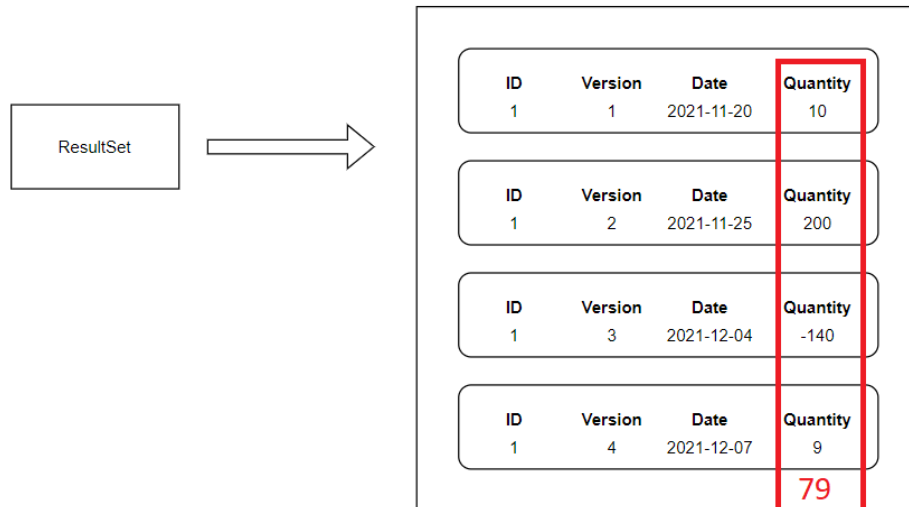 ResultSet
ID Version Date Quantity
1 1 2021-11-20 10
ID Version Date Quantity
1 2 2021-11-25 200
ID Version Date Quantity
1 3 2021-12-04 -140
ID Version Date Quantity
1 4 2021-12-07 9
79